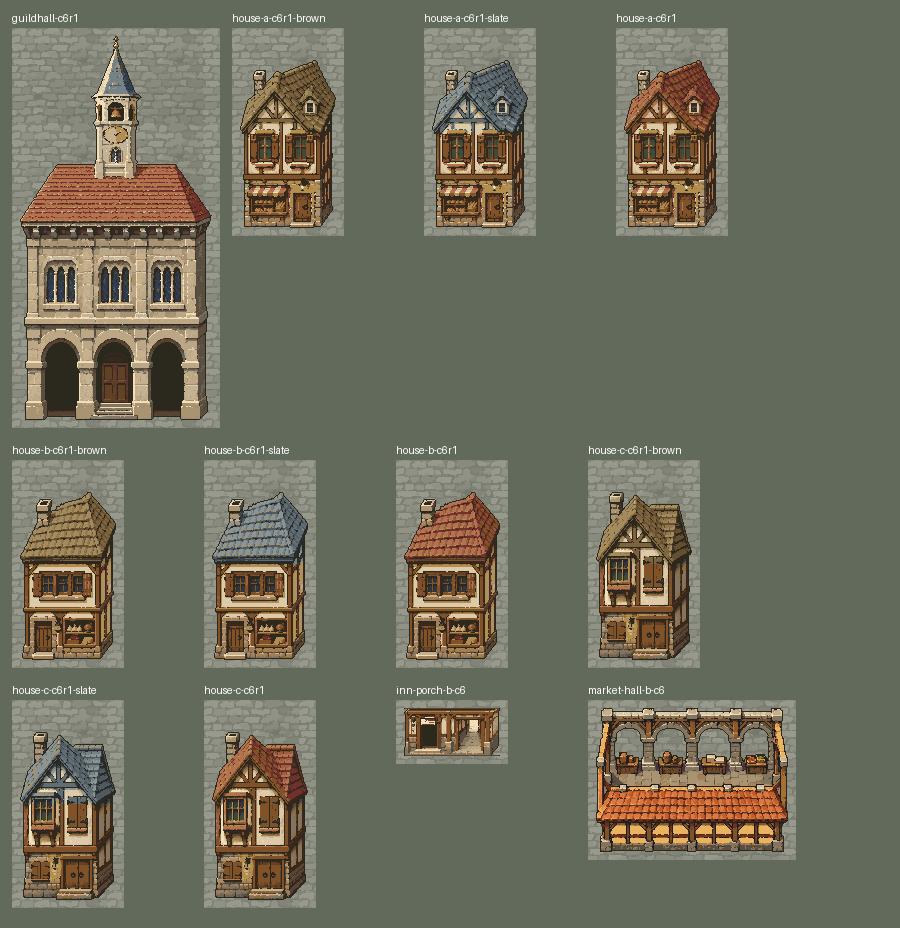 guildhall-c6r1
house-a-c6r1-brown
house-a-c6r1-slate
house-a-c6r1
house-b-c6r1-brown
house-b-c6r1-slate
house-b-c6r1
house-c-c6r1-brown
house-c-c6r1-slate
house-c-c6r1
inn-porch-b-c6
market-hall-b-c6